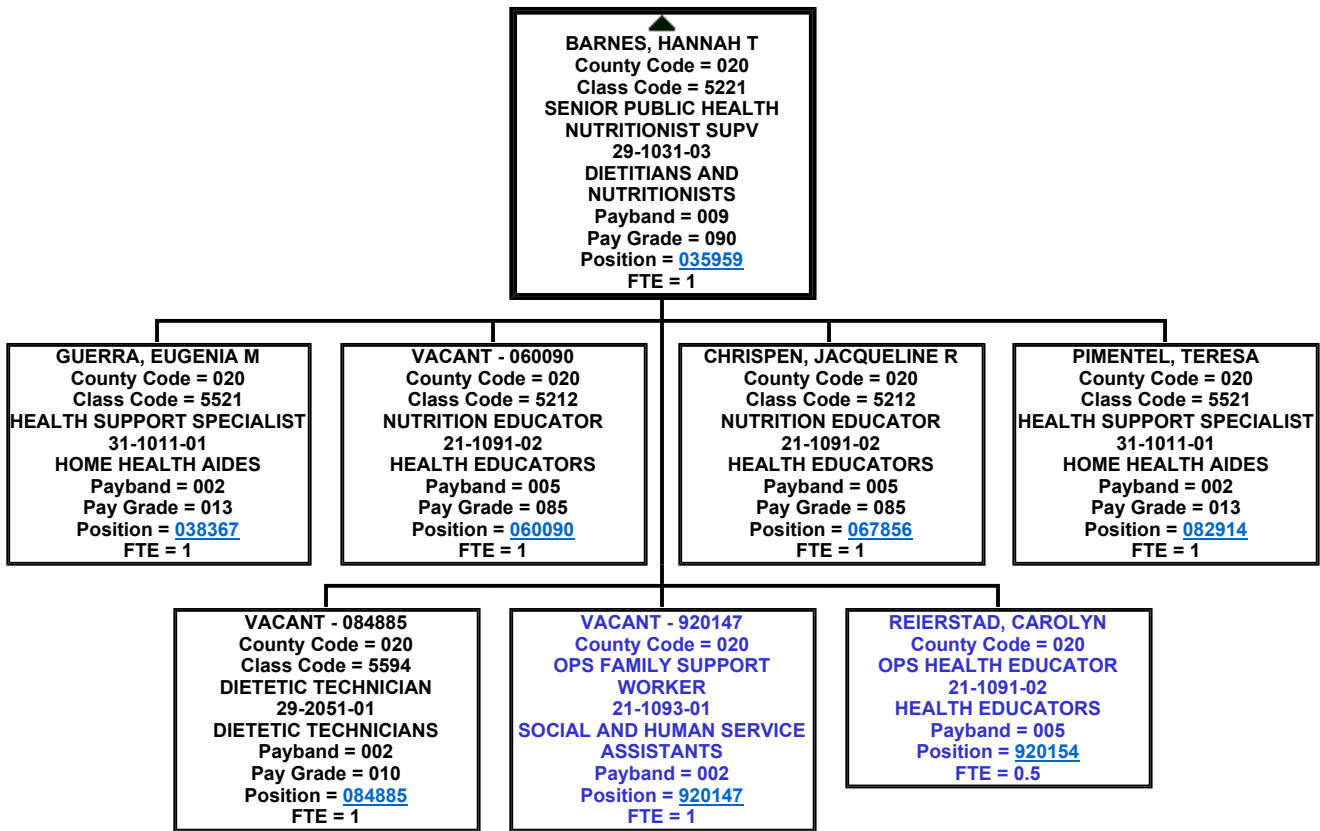 BARNES, HANNAH T
County Code = 020
Class Code = 5221
SENIOR PUBLIC HEALTH
NUTRITIONIST SUPV
29-1031-03
DIETITIANS AND
NUTRITIONISTS
Payband = 009
Pay Grade = 090
Position = 035959
FTE = 1
GUERRA, EUGENIA M
County Code = 020
Class Code = 5521
HEALTH SUPPORT SPECIALIST
31-1011-01
HOME HEALTH AIDES
Payband = 002
Pay Grade = 013
Position = 038367
FTE = 1
VACANT - 060090
County Code = 020
Class Code = 5212
NUTRITION EDUCATOR
21-1091-02
HEALTH EDUCATORS
Payband = 005
Pay Grade = 085
Position = 060090
FTE = 1
CHRISPEN, JACQUELINE R
County Code = 020
Class Code = 5212
NUTRITION EDUCATOR
21-1091-02
HEALTH EDUCATORS
Payband = 005
Pay Grade = 085
Position = 067856
FTE = 1
PIMENTEL, TERESA
County Code = 020
Class Code = 5521
HEALTH SUPPORT SPECIALIST
31-1011-01
HOME HEALTH AIDES
Payband = 002
Pay Grade = 013
Position = 082914
FTE = 1
VACANT - 084885
County Code = 020
Class Code = 5594
DIETETIC TECHNICIAN
29-2051-01
DIETETIC TECHNICIANS
Payband = 002
Pay Grade = 010
Position = 084885
FTE = 1
VACANT - 920147
County Code = 020
OPS FAMILY SUPPORT
WORKER
21-1093-01
SOCIAL AND HUMAN SERVICE
ASSISTANTS
Payband = 002
Position = 920147
FTE = 1
REIERSTAD, CAROLYN
County Code = 020
OPS HEALTH EDUCATOR
21-1091-02
HEALTH EDUCATORS
Payband = 005
Position = 920154
FTE = 0.5